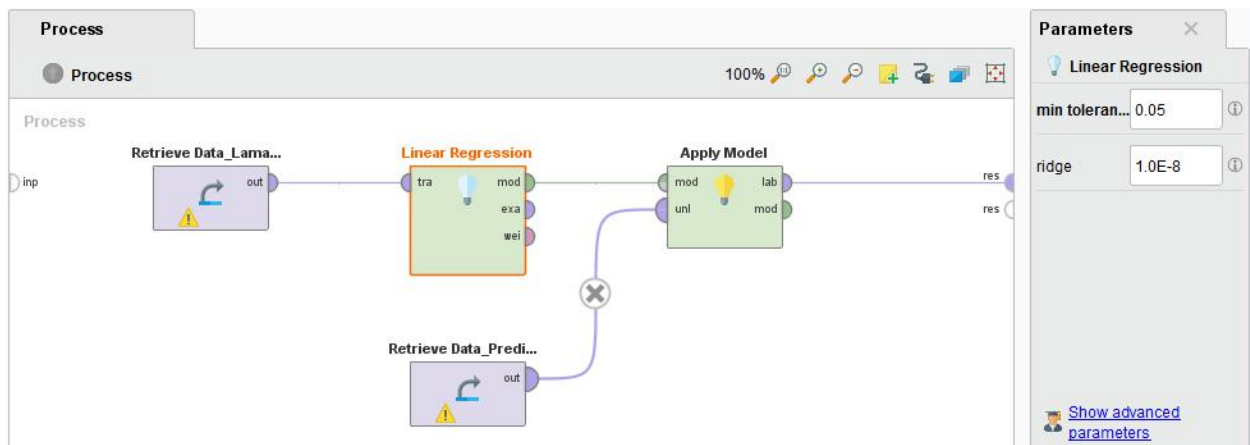 Process
Parameters
Process
100%
Linear Regression
min toleran... 0.05
ridge 1.0E-8
Show advanced
parameters
Process
inp
Retrieve Data_Lama...
out
Linear Regression
tra mod
exa
wei
Apply Model
mod lab
unl mod
res
res
Retrieve Data_Predi...
out